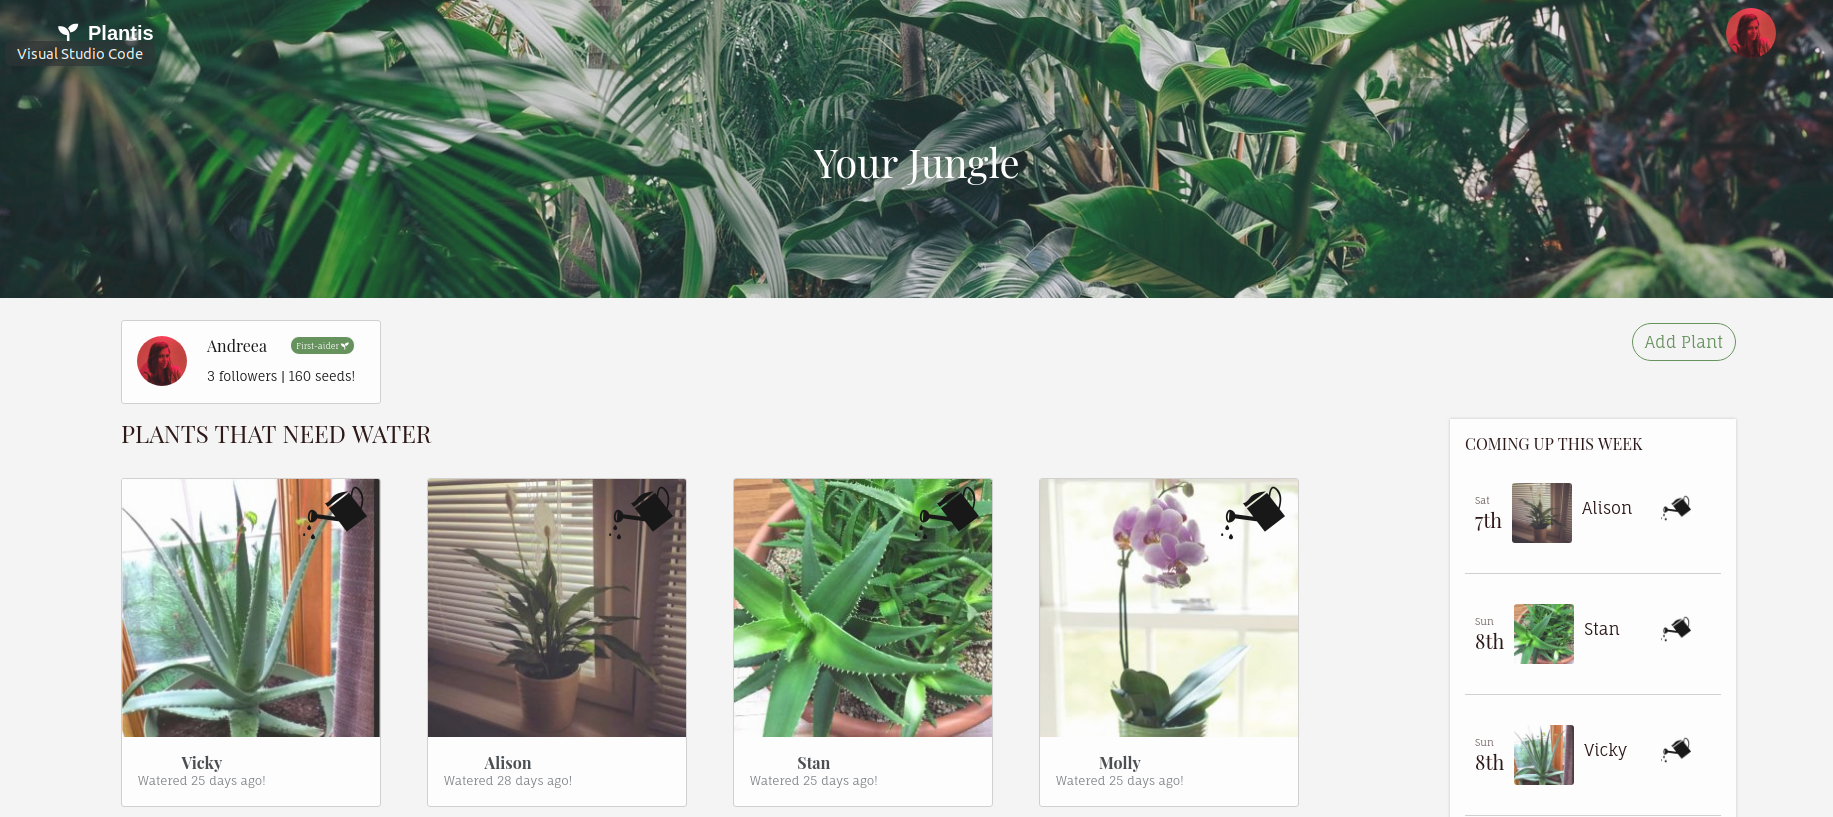 Plantis
Visual Studio Code
Your Jungle
Andreea
First-aider
3 followers | 160 seeds!
Add Plant
PLANTS THAT NEED WATER
Vicky
Watered 25 days ago!
Alison
Watered 28 days ago!
Stan
Watered 25 days ago!
Molly
Watered 25 days ago!
COMING UP THIS WEEK
Sat
7th
Alison
Sun
8th
Stan
Sun
8th
Vicky